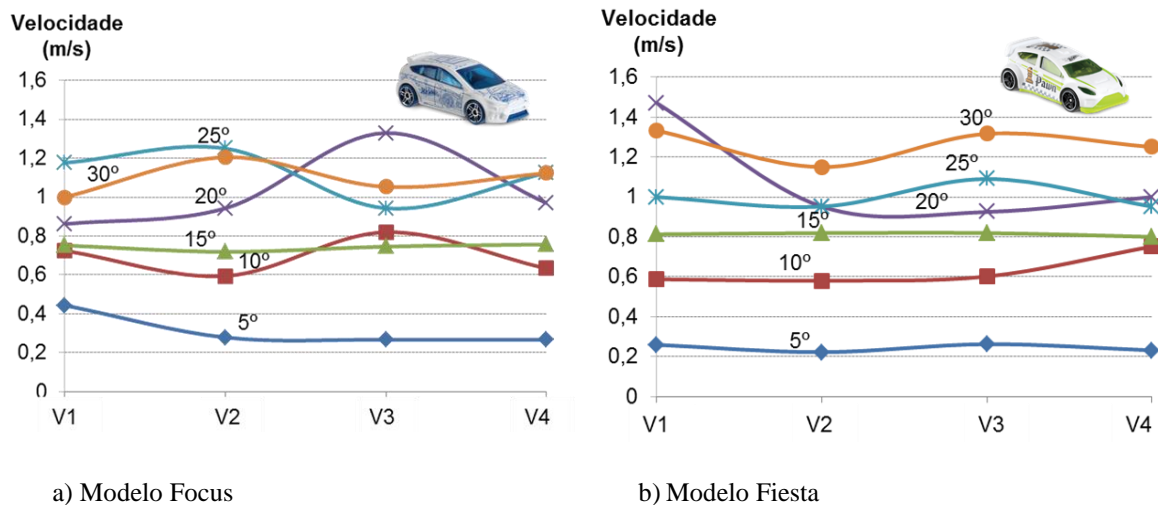 Velocidade
(m/s)
1,6
1,4
1,2
1
0,8
0,6
0,4
0,2
0
25º
30º
20º
15º
10º
5º
V1 V2 V3 V4
a) Modelo Focus
Velocidade
(m/s)
1,6
1,4
1,2
1
0,8
0,6
0,4
0,2
0
30º
25º
20º
15º
10º
5º
V1 V2 V3 V4
b) Modelo Fiesta